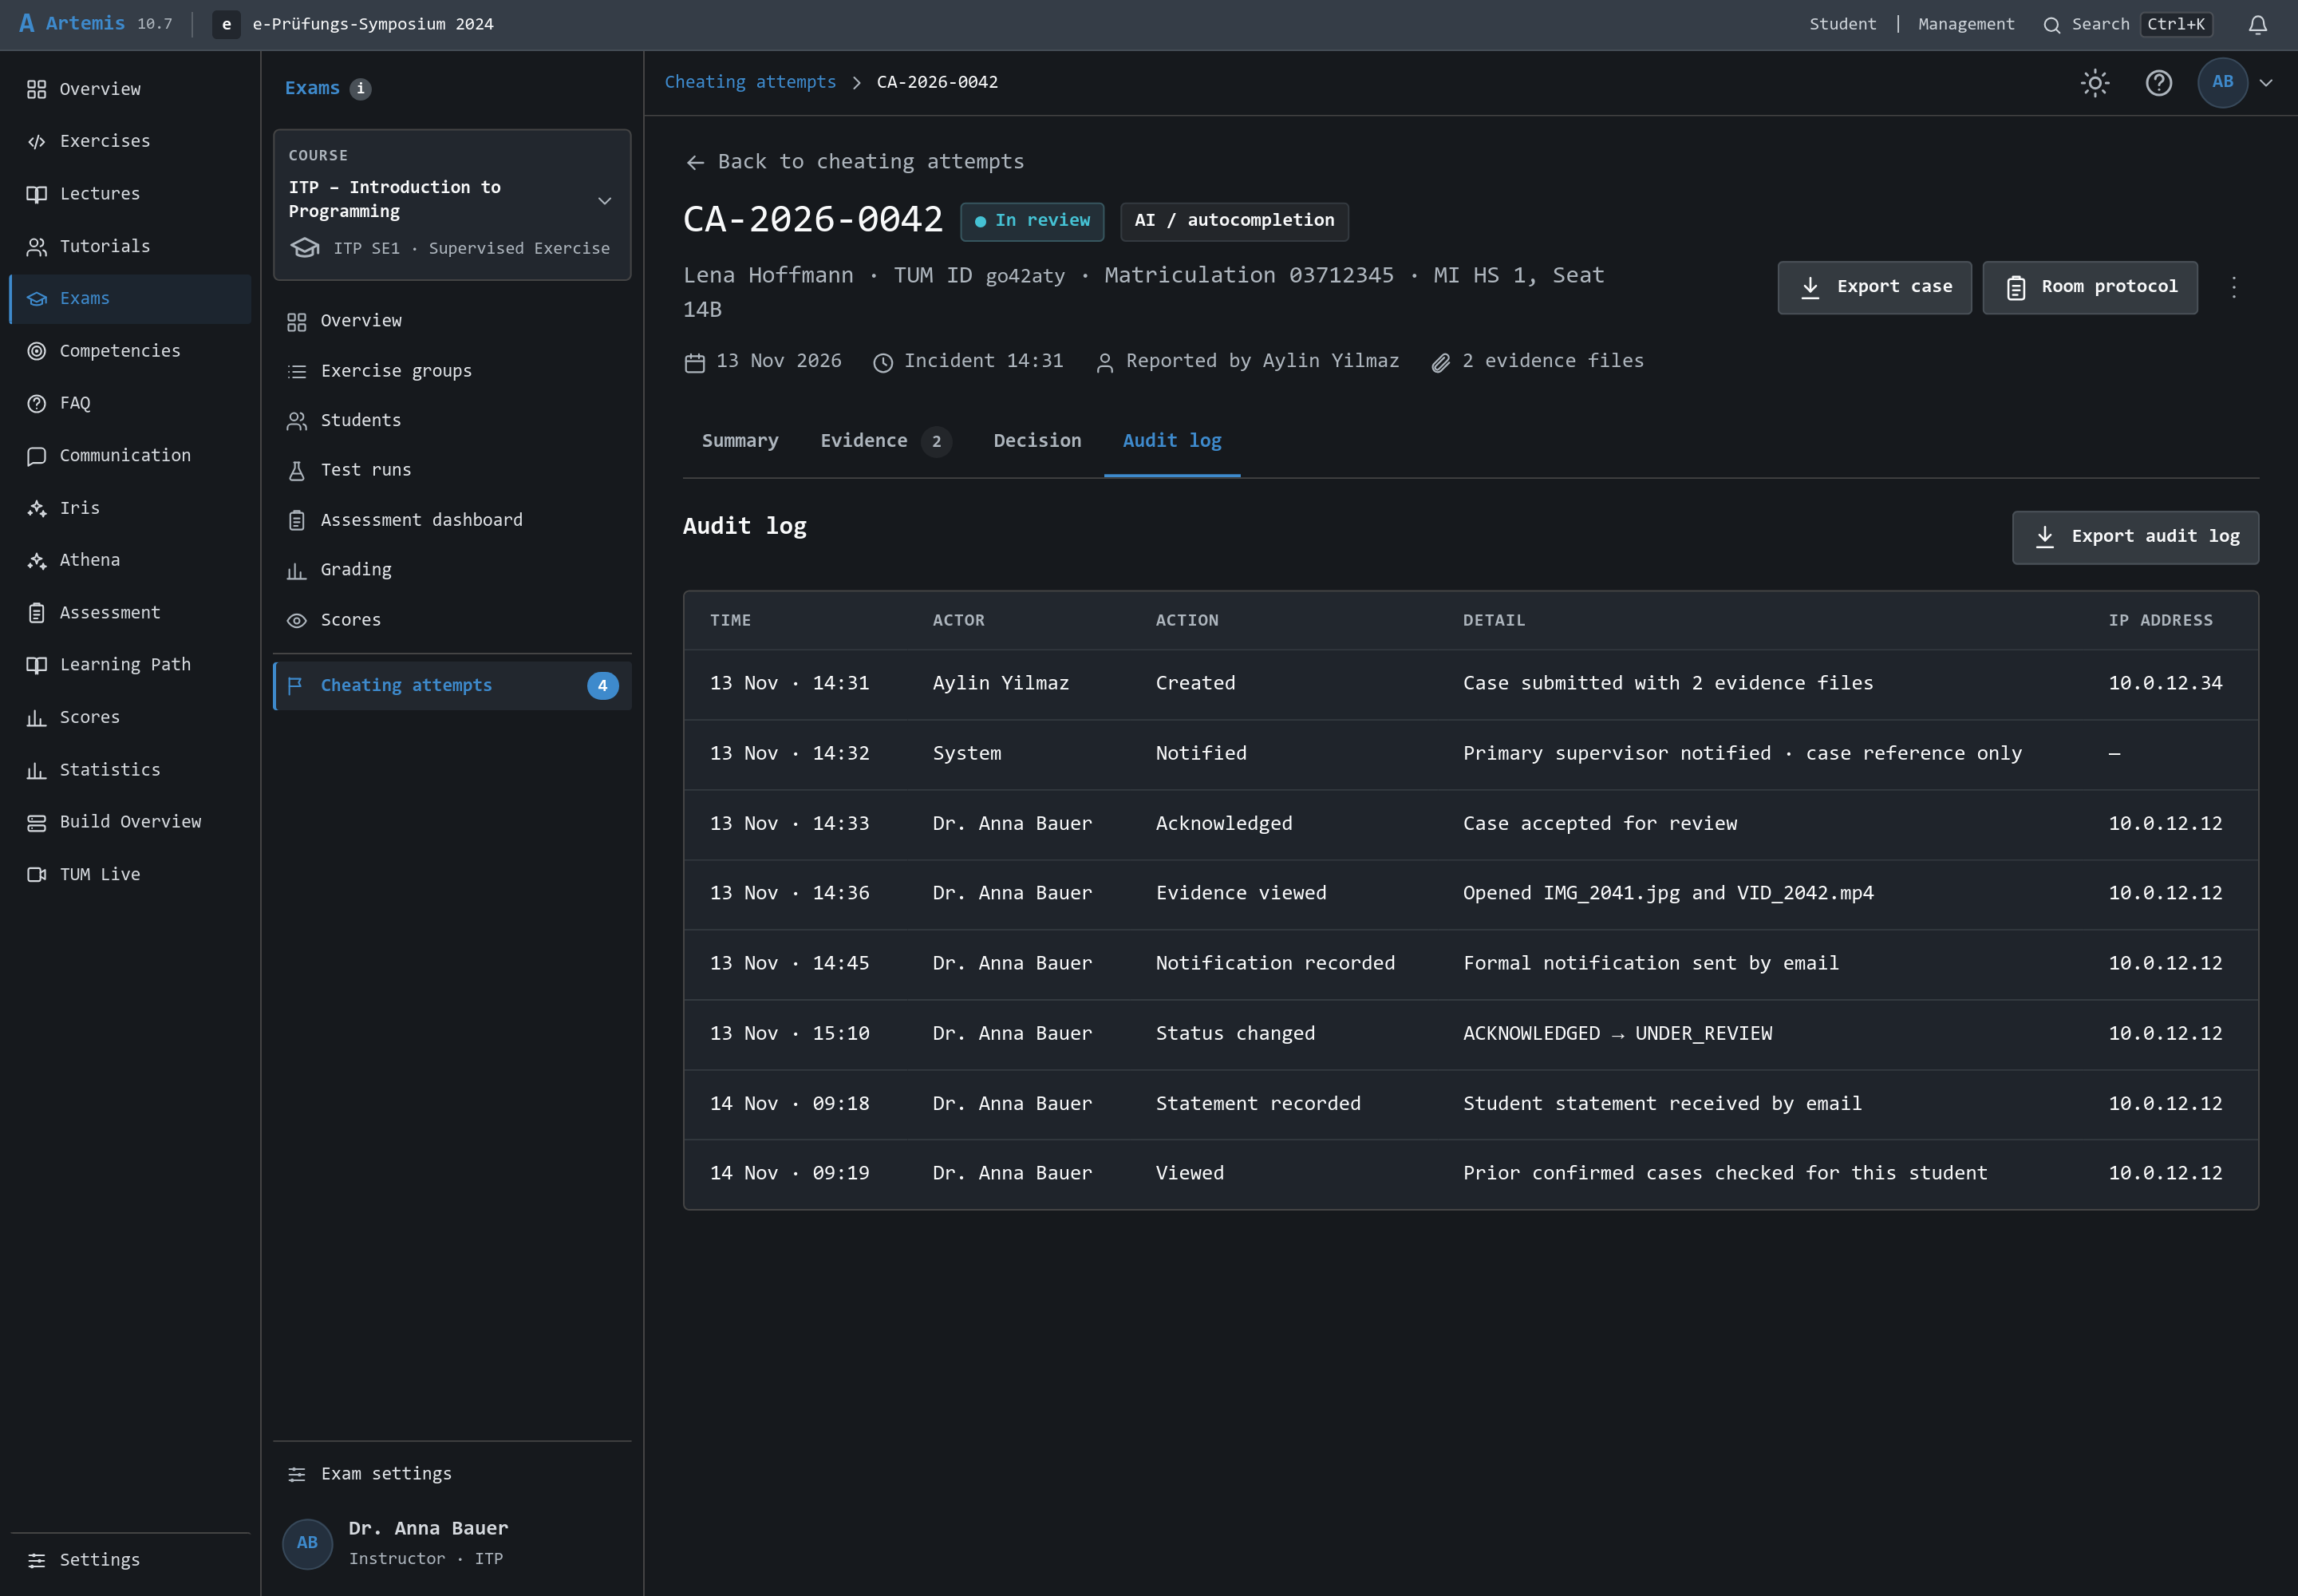 A Artemis 10.7 e e-Prüfungs-Symposium 2024 Student Management Search Ctrl+K
Overview
Exercises
Lectures
Tutorials
Exams
Competencies
FAQ
Communication
Iris
Athena
Assessment
Learning Path
Scores
Statistics
Build Overview
TUM Live
Settings
Exams i
COURSE
ITP – Introduction to
Programming
ITP SE1 · Supervised Exercise
Overview
Exercise groups
Students
Test runs
Assessment dashboard
Grading
Scores
Cheating attempts 4
Exam settings
AB Dr. Anna Bauer
Instructor · ITP
Cheating attempts > CA-2026-0042 AB
← Back to cheating attempts
CA-2026-0042 In review AI / autocompletion
Lena Hoffmann · TUM ID go42aty · Matriculation 03712345 · MI HS 1, Seat
14B
Export case Room protocol
13 Nov 2026 Incident 14:31 Reported by Aylin Yilmaz 2 evidence files
Summary Evidence 2 Decision Audit log
Audit log Export audit log
TIME ACTOR ACTION DETAIL IP ADDRESS
13 Nov · 14:31 Aylin Yilmaz Created Case submitted with 2 evidence files 10.0.12.34
13 Nov · 14:32 System Notified Primary supervisor notified · case reference only —
13 Nov · 14:33 Dr. Anna Bauer Acknowledged Case accepted for review 10.0.12.12
13 Nov · 14:36 Dr. Anna Bauer Evidence viewed Opened IMG_2041.jpg and VID_2042.mp4 10.0.12.12
13 Nov · 14:45 Dr. Anna Bauer Notification recorded Formal notification sent by email 10.0.12.12
13 Nov · 15:10 Dr. Anna Bauer Status changed ACKNOWLEDGED → UNDER_REVIEW 10.0.12.12
14 Nov · 09:18 Dr. Anna Bauer Statement recorded Student statement received by email 10.0.12.12
14 Nov · 09:19 Dr. Anna Bauer Viewed Prior confirmed cases checked for this student 10.0.12.12